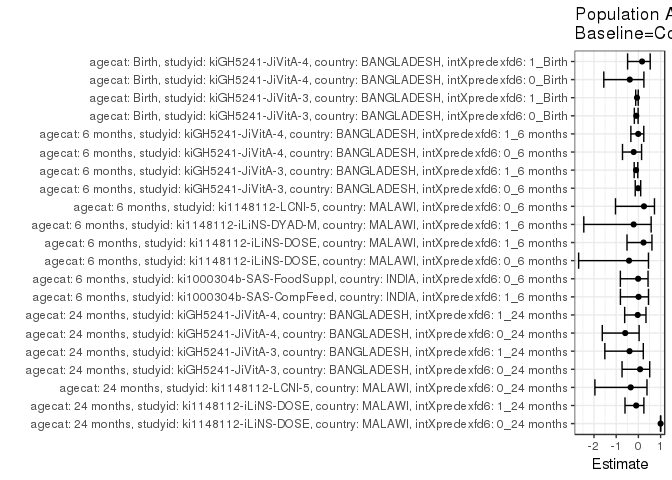 Population A
Baseline=Co
agecat: Birth, studyid: kiGH5241-JiVitA-4, country: BANGLADESH, intXpredexfd6: 1_Birth
agecat: Birth, studyid: kiGH5241-JiVitA-4, country: BANGLADESH, intXpredexfd6: 0_Birth
agecat: Birth, studyid: kiGH5241-JiVitA-3, country: BANGLADESH, intXpredexfd6: 1_Birth
agecat: Birth, studyid: kiGH5241-JiVitA-3, country: BANGLADESH, intXpredexfd6: 0_Birth
agecat: 6 months, studyid: kiGH5241-JiVitA-4, country: BANGLADESH, intXpredexfd6: 1_6 months
agecat: 6 months, studyid: kiGH5241-JiVitA-4, country: BANGLADESH, intXpredexfd6: 0_6 months
agecat: 6 months, studyid: kiGH5241-JiVitA-3, country: BANGLADESH, intXpredexfd6: 1_6 months
agecat: 6 months, studyid: kiGH5241-JiVitA-3, country: BANGLADESH, intXpredexfd6: 0_6 months
agecat: 6 months, studyid: ki1148112-LCNI-5, country: MALAWI, intXpredexfd6: 0_6 months
agecat: 6 months, studyid: ki1148112-iLiNS-DYAD-M, country: MALAWI, intXpredexfd6: 1_6 months
agecat: 6 months, studyid: ki1148112-iLiNS-DOSE, country: MALAWI, intXpredexfd6: 1_6 months
agecat: 6 months, studyid: ki1148112-iLiNS-DOSE, country: MALAWI, intXpredexfd6: 0_6 months
agecat: 6 months, studyid: ki1000304b-SAS-FoodSuppl, country: INDIA, intXpredexfd6: 0_6 months
agecat: 6 months, studyid: ki1000304b-SAS-CompFeed, country: INDIA, intXpredexfd6: 1_6 months
agecat: 24 months, studyid: kiGH5241-JiVitA-4, country: BANGLADESH, intXpredexfd6: 1_24 months
agecat: 24 months, studyid: kiGH5241-JiVitA-4, country: BANGLADESH, intXpredexfd6: 0_24 months
agecat: 24 months, studyid: kiGH5241-JiVitA-3, country: BANGLADESH, intXpredexfd6: 1_24 months
agecat: 24 months, studyid: kiGH5241-JiVitA-3, country: BANGLADESH, intXpredexfd6: 0_24 months
agecat: 24 months, studyid: ki1148112-LCNI-5, country: MALAWI, intXpredexfd6: 0_24 months
agecat: 24 months, studyid: ki1148112-iLiNS-DOSE, country: MALAWI, intXpredexfd6: 1_24 months
agecat: 24 months, studyid: ki1148112-iLiNS-DOSE, country: MALAWI, intXpredexfd6: 0_24 months
-2 -1 0 1
Estimate